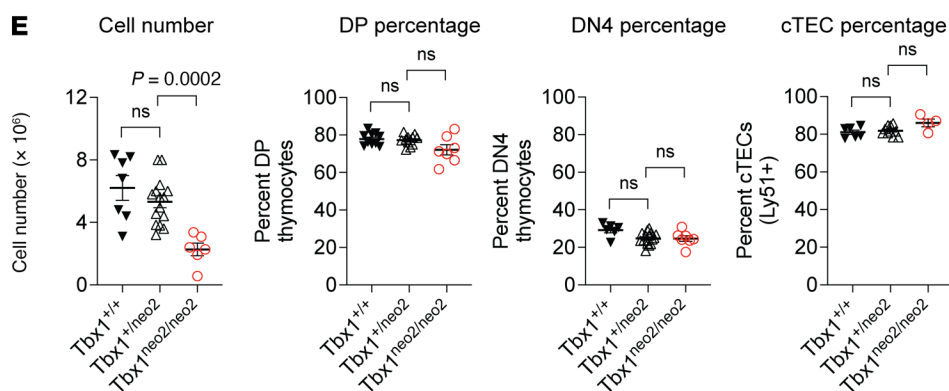 E
Cell number
P = 0.0002
ns
12
8
4
0
Cell number (× 10⁶)
Tbx1+/+
Tbx1+/neo2
Tbx1neo2/neo2
DP percentage
ns
ns
100
80
60
40
20
0
Percent DP
thymocytes
Tbx1+/+
Tbx1+/neo2
Tbx1neo2/neo2
DN4 percentage
ns
ns
100
80
60
40
20
0
Percent DN4
thymocytes
Tbx1+/+
Tbx1+/neo2
Tbx1neo2/neo2
cTEC percentage
ns
ns
100
80
60
40
20
0
Percent cTECs
(Ly51+)
Tbx1+/+
Tbx1+/neo2
Tbx1neo2/neo2